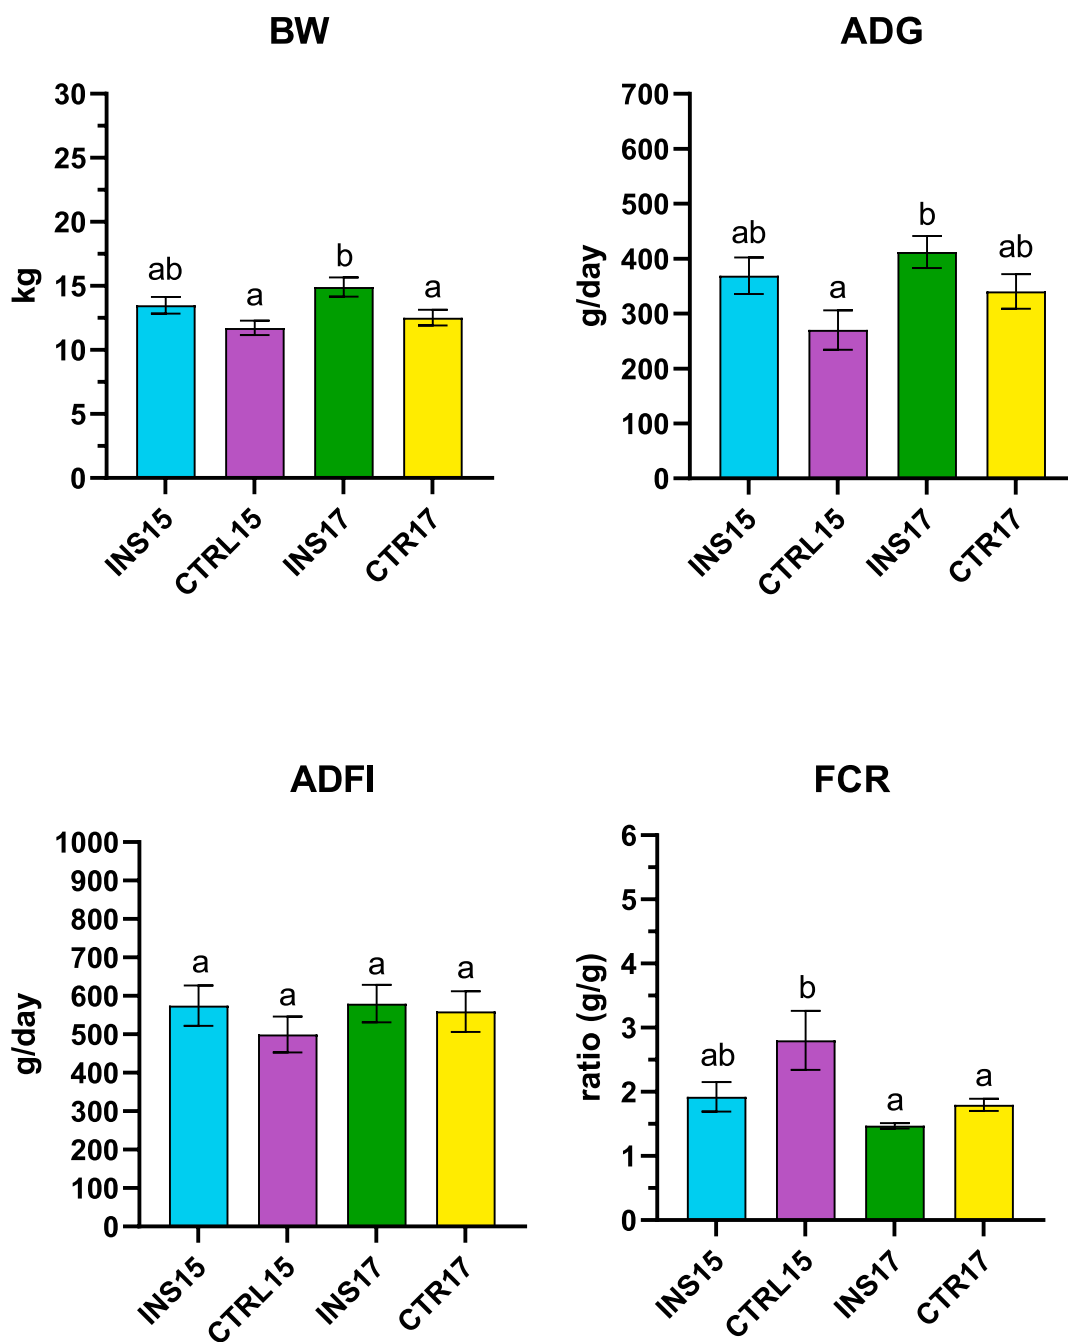 BW
kg
30
25
20
15
10
5
0
ab
a
b
a
INS15
CTRL15
INS17
CTR17
ADG
g/day
700
600
500
400
300
200
100
0
ab
a
b
ab
INS15
CTRL15
INS17
CTR17
ADFI
g/day
1000
900
800
700
600
500
400
300
200
100
0
a
a
a
a
INS15
CTRL15
INS17
CTR17
FCR
ratio (g/g)
6
5
4
3
2
1
0
ab
b
a
a
INS15
CTRL15
INS17
CTR17